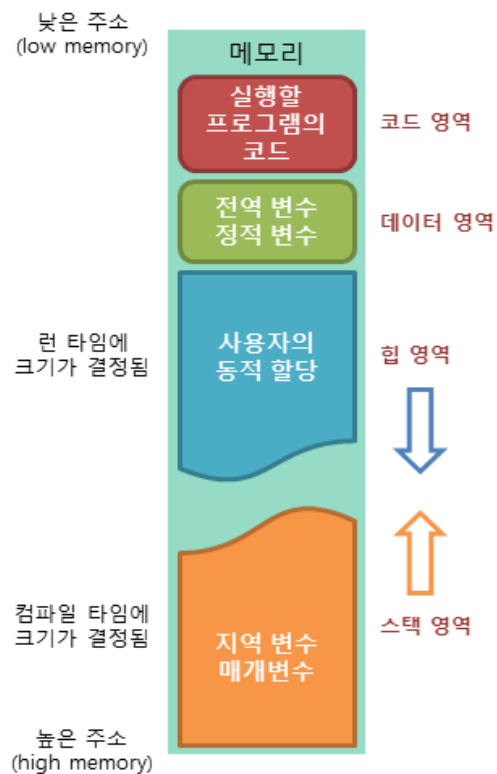 낮은 주소
(low memory)
메모리
실행할
프로그램의
코드
코드 영역
전역 변수
정적 변수
데이터 영역
런 타임에
크기가 결정됨
사용자의
동적 할당
힙 영역
컴파일 타임에
크기가 결정됨
지역 변수
매개변수
스택 영역
높은 주소
(high memory)